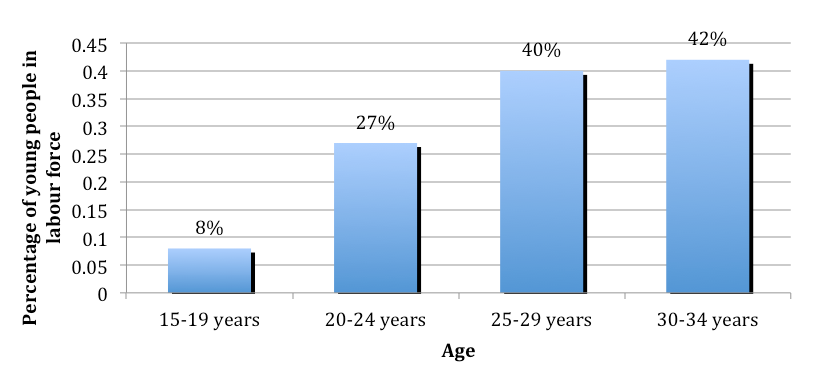 Percentage of young people in
labour force
0.45
0.4
0.35
0.3
0.25
0.2
0.15
0.1
0.05
0
8%
27%
40%
42%
15-19 years
20-24 years
25-29 years
30-34 years
Age